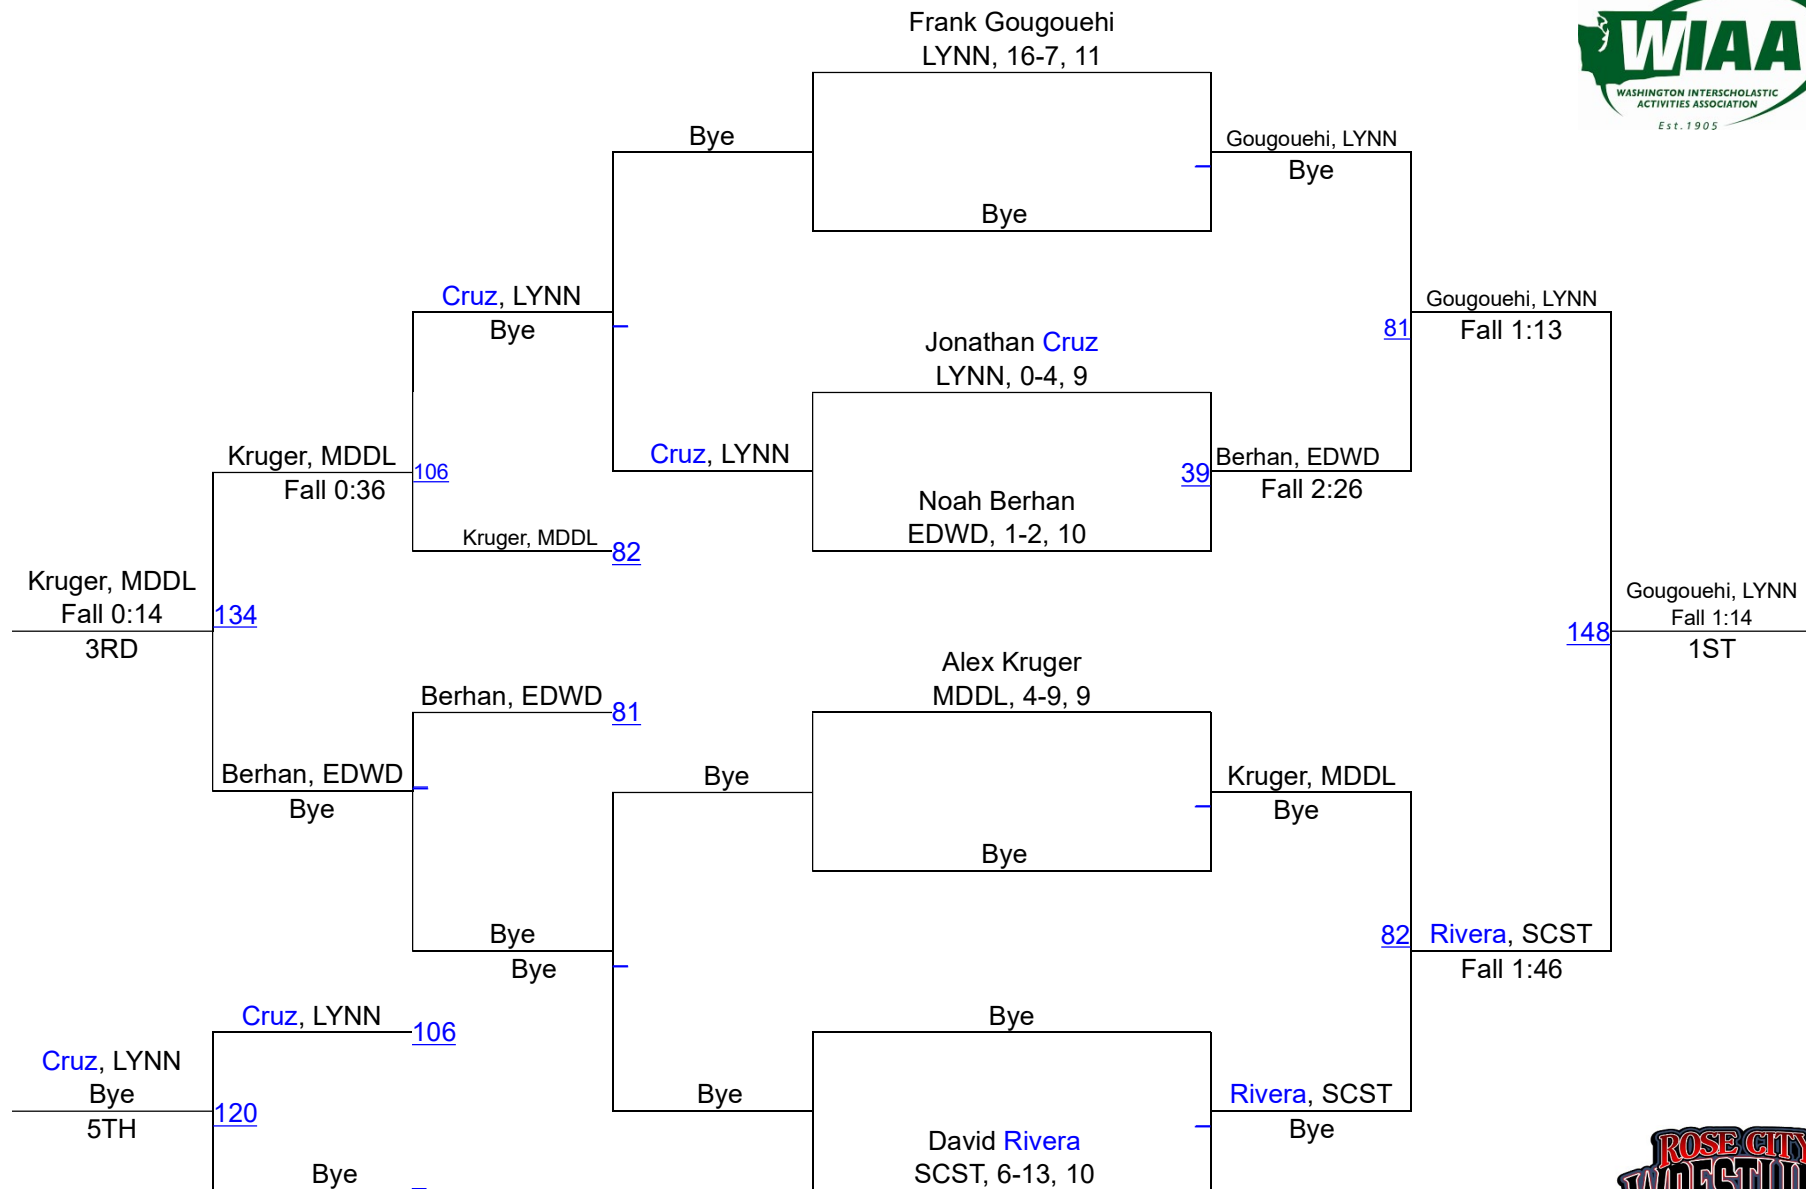 Frank Gougouehi
LYNN, 16-7, 11
WIAA
WASHINGTON INTERSCHOLASTIC
ACTIVITIES ASSOCIATION
Est. 1905
Bye
Gougouehi, LYNN
Bye
Bye
Cruz, LYNN
Bye
Gougouehi, LYNN
Fall 1:13
81
Jonathan Cruz
LYNN, 0-4, 9
Kruger, MDDL
Fall 0:36
106
Cruz, LYNN
39
Berhan, EDWD
Fall 2:26
Noah Berhan
EDWD, 1-2, 10
Kruger, MDDL
82
Kruger, MDDL
Fall 0:14
3RD
134
Gougouehi, LYNN
Fall 1:14
1ST
148
Alex Kruger
MDDL, 4-9, 9
Berhan, EDWD
81
Berhan, EDWD
Bye
Bye
Kruger, MDDL
Bye
Bye
Bye
Bye
82
Rivera, SCST
Fall 1:46
Cruz, LYNN
106
Bye
Cruz, LYNN
Bye
5TH
120
Bye
Rivera, SCST
Bye
David Rivera
SCST, 6-13, 10
Bye
ROSE CITY
WRESTLING